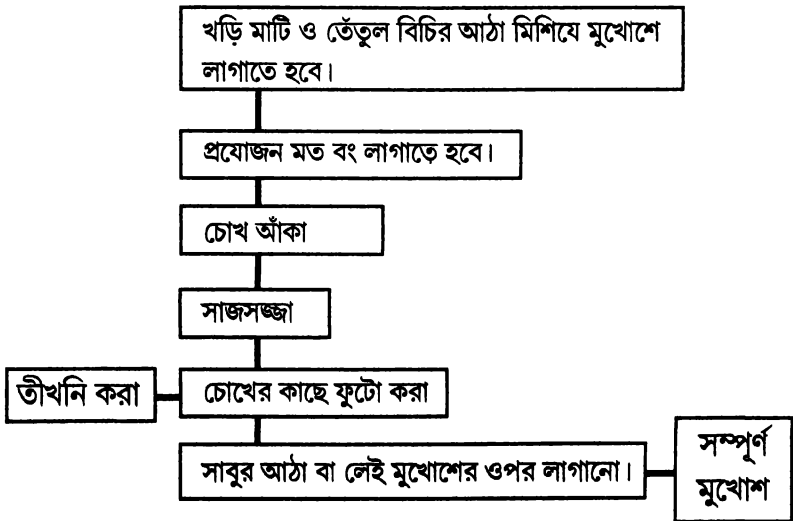 খড়ি মাটি ও তেঁতুল বিচির আঠা মিশিযে মুখোশে
লাগাতে হবে।
প্রযোজন মত বং লাগাতে় হবে।
চোখ আঁকা
সাজসজ্জা
তীখনি করা
চোখের কাছে ফুটো করা
সাবুর আঠা বা লেই মুখোশের ওপর লাগানো।
সম্পূর্ণ
মুখোশ